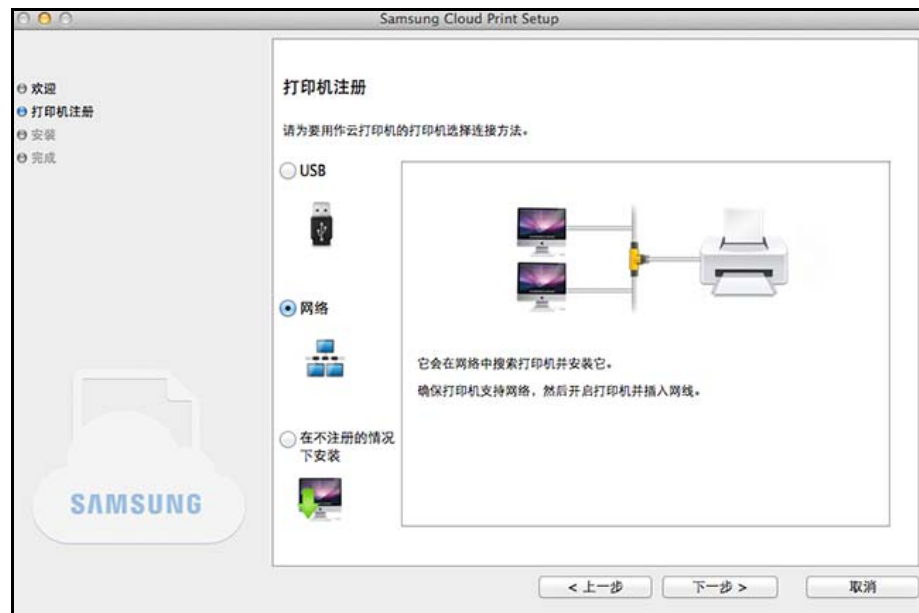 Samsung Cloud Print Setup
欢迎
打印机注册
安装
完成
SAMSUNG
打印机注册
请为要用作云打印机的打印机选择连接方法。
USB
网络
在不注册的情况
下安装
它会在网络中搜索打印机并安装它。
确保打印机支持网络，然后开启打印机并插入网线。
< 上一步
下一步 >
取消